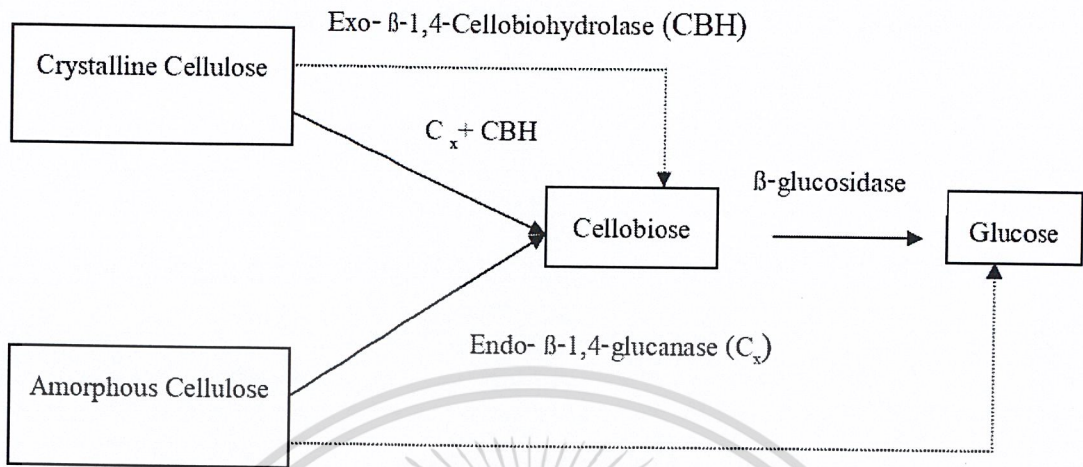 Exo- ß-1,4-Cellobiohydrolase (CBH)
Crystalline Cellulose
C x+ CBH
ß-glucosidase
Cellobiose
Glucose
Endo- ß-1,4-glucanase (Cx)
Amorphous Cellulose